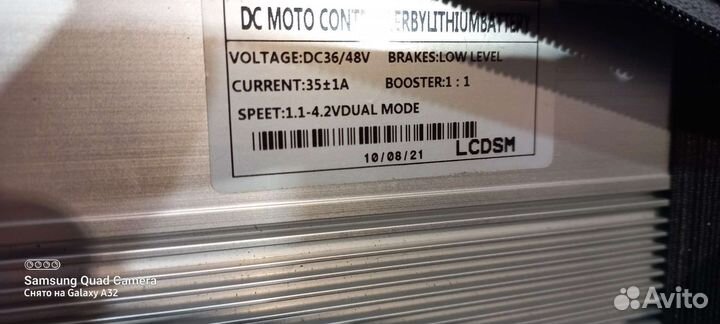 DC MOTO CONT ERBYLITHIUMBATTERY
VOLTAGE:DC36/48V BRAKES:LOW LEVEL
CURRENT:35±1A BOOSTER:1 : 1
SPEET:1.1-4.2VDUAL MODE
10/08/21 LCDSM
Samsung Quad Camera
Снято на Galaxy A32
Avito